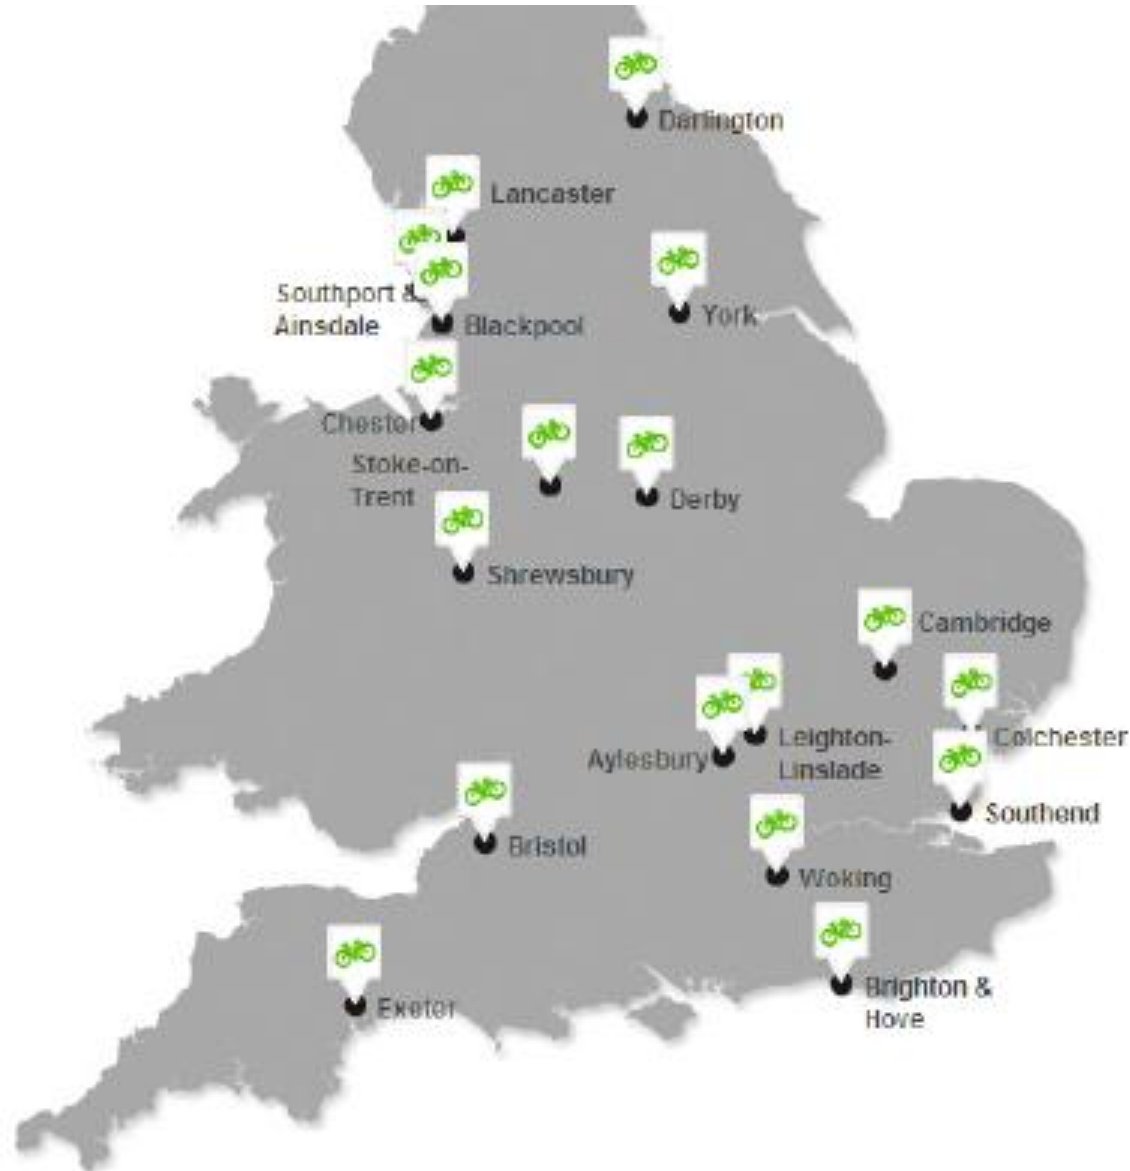 Darlington
Lancaster
Southport &
Ainsdale
York
Blackpool
Chester
Stoke-on-
Trent
Derby
Shrewsbury
Cambridge
Colchester
Leighton-
Linslade
Aylesbury
Southend
Bristol
Woking
Brighton &
Hove
Exeter